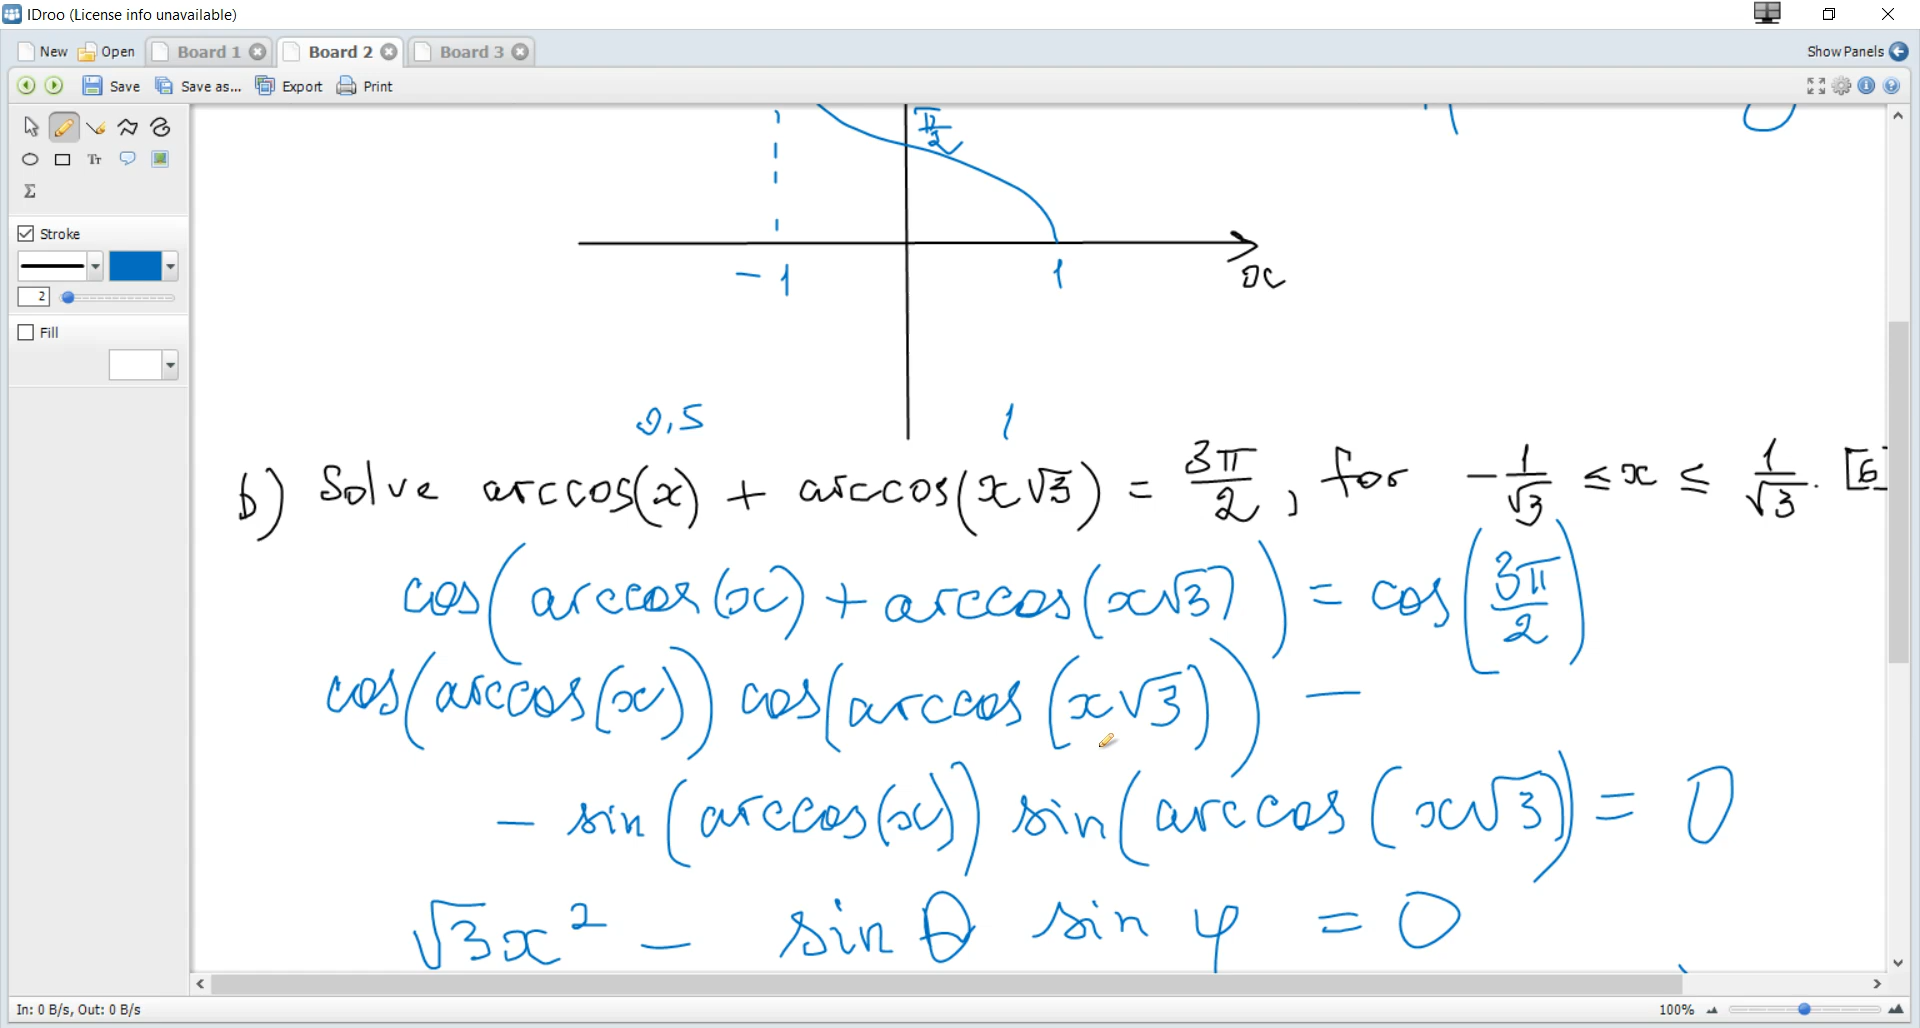 IDroo (License info unavailable)
New Open Board 1 Board 2 Board 3 Show Panels
Save Save as... Export Print
Tr
Σ
Stroke
2
Fill
π/2
-1 1 x
0,5 1
b) Solve arccos(x) + arccos(x√3) = 3π/2, for -1/√3 ≤ x ≤ 1/√3. [6]
cos(arccos(x) + arccos(x√3)) = cos(3π/2)
cos(arccos(x)) cos(arccos(x√3)) -
- sin(arccos(x)) sin(arccos(x√3)) = 0
√3x² - sin θ sin φ = 0
In: 0 B/s, Out: 0 B/s 100%